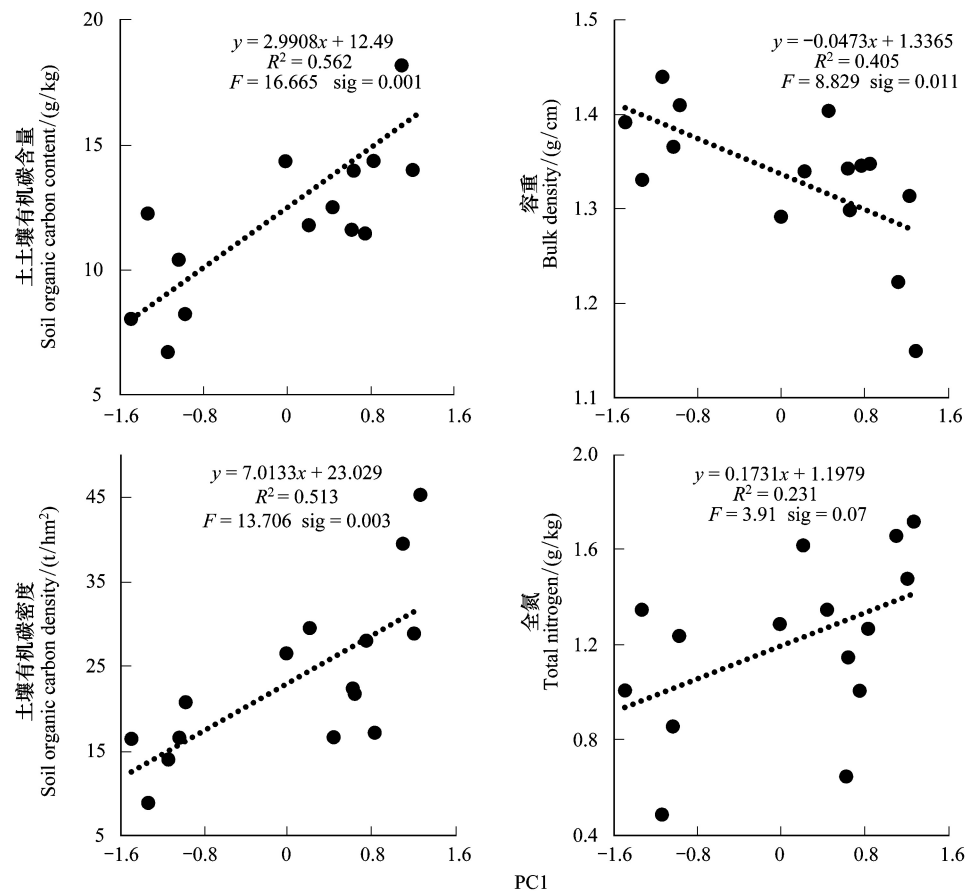 20
15
10
5
−1.6
−0.8
0
0.8
1.6
土土壤有机碳含量
Soil organic carbon content/(g/kg)
y = 2.9908x + 12.49
R² = 0.562
F = 16.665 sig = 0.001
1.5
1.4
1.3
1.2
1.1
−1.6
−0.8
0
0.8
1.6
容重
Bulk density/(g/cm)
y = −0.0473x + 1.3365
R² = 0.405
F = 8.829 sig = 0.011
45
35
25
15
5
−1.6
−0.8
0
0.8
1.6
土壤有机碳密度
Soil organic carbon density/(t/hm²)
y = 7.0133x + 23.029
R² = 0.513
F = 13.706 sig = 0.003
2.0
1.6
1.2
0.8
0.4
−1.6
−0.8
0
0.8
1.6
全氮
Total nitrogen/(g/kg)
y = 0.1731x + 1.1979
R² = 0.231
F = 3.91 sig = 0.07
PC1